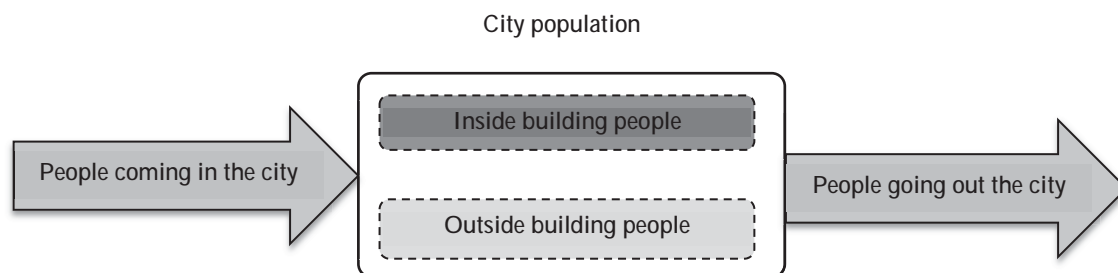 City population
Inside building people
People coming in the city
People going out the city
Outside building people